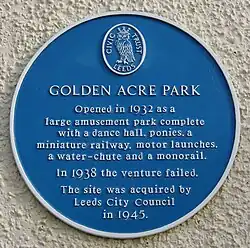 CIVIC TRUST
LEEDS
GOLDEN ACRE PARK
Opened in 1932 as a
large amusement park complete
with a dance hall, ponies, a
miniature railway, motor launches,
a water-chute and a monorail.
In 1938 the venture failed.
The site was acquired by
Leeds City Council
in 1945.